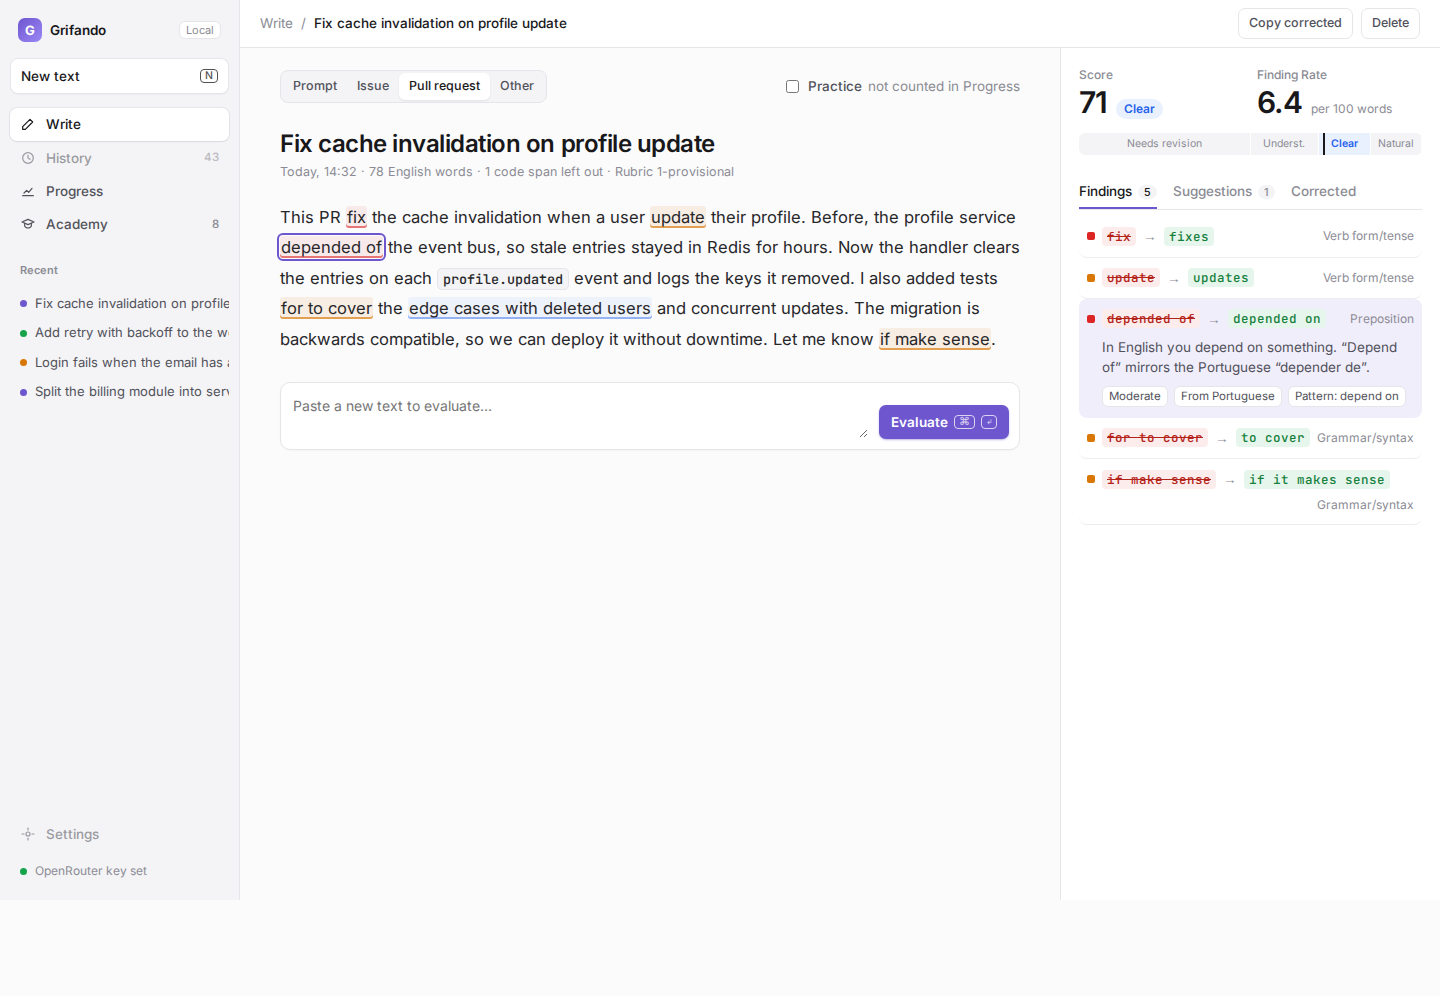 G Grifando Local
New text N
Write
History 43
Progress
Academy 8
Recent
Fix cache invalidation on profile
Add retry with backoff to the w
Login fails when the email has a
Split the billing module into serv
Settings
OpenRouter key set
Write / Fix cache invalidation on profile update
Copy corrected Delete
Prompt Issue Pull request Other
Practice not counted in Progress
Fix cache invalidation on profile update
Today, 14:32 · 78 English words · 1 code span left out · Rubric 1-provisional
This PR fix the cache invalidation when a user update their profile. Before, the profile service
depended of the event bus, so stale entries stayed in Redis for hours. Now the handler clears
the entries on each profile.updated event and logs the keys it removed. I also added tests
for to cover the edge cases with deleted users and concurrent updates. The migration is
backwards compatible, so we can deploy it without downtime. Let me know if make sense.
Paste a new text to evaluate...
Evaluate ⌘ ↵
Score Finding Rate
71 Clear 6.4 per 100 words
Needs revision Underst. Clear Natural
Findings 5 Suggestions 1 Corrected
fix → fixes Verb form/tense
update → updates Verb form/tense
depended of → depended on Preposition
In English you depend on something. “Depend
of” mirrors the Portuguese “depender de”.
Moderate From Portuguese Pattern: depend on
for to cover → to cover Grammar/syntax
if make sense → if it makes sense
Grammar/syntax